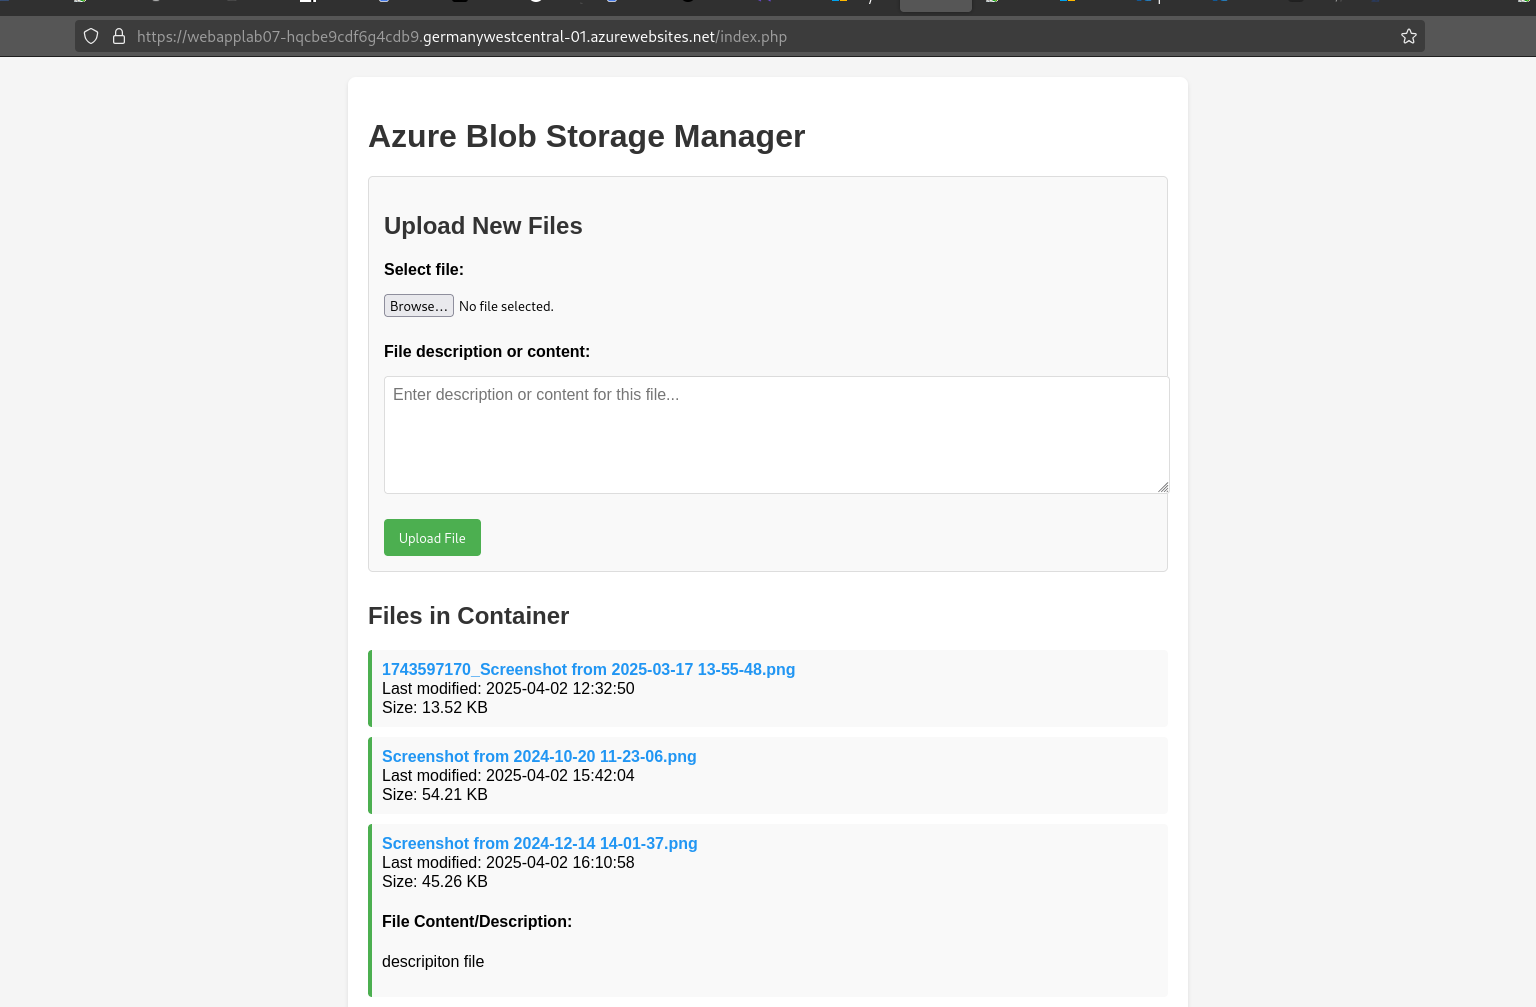 https://webapplab07-hqcbe9cdf6g4cdb9.germanywestcentral-01.azurewebsites.net/index.php
Azure Blob Storage Manager
Upload New Files
Select file:
Browse... No file selected.
File description or content:
Enter description or content for this file...
Upload File
Files in Container
1743597170_Screenshot from 2025-03-17 13-55-48.png
Last modified: 2025-04-02 12:32:50
Size: 13.52 KB
Screenshot from 2024-10-20 11-23-06.png
Last modified: 2025-04-02 15:42:04
Size: 54.21 KB
Screenshot from 2024-12-14 14-01-37.png
Last modified: 2025-04-02 16:10:58
Size: 45.26 KB
File Content/Description:
descripiton file